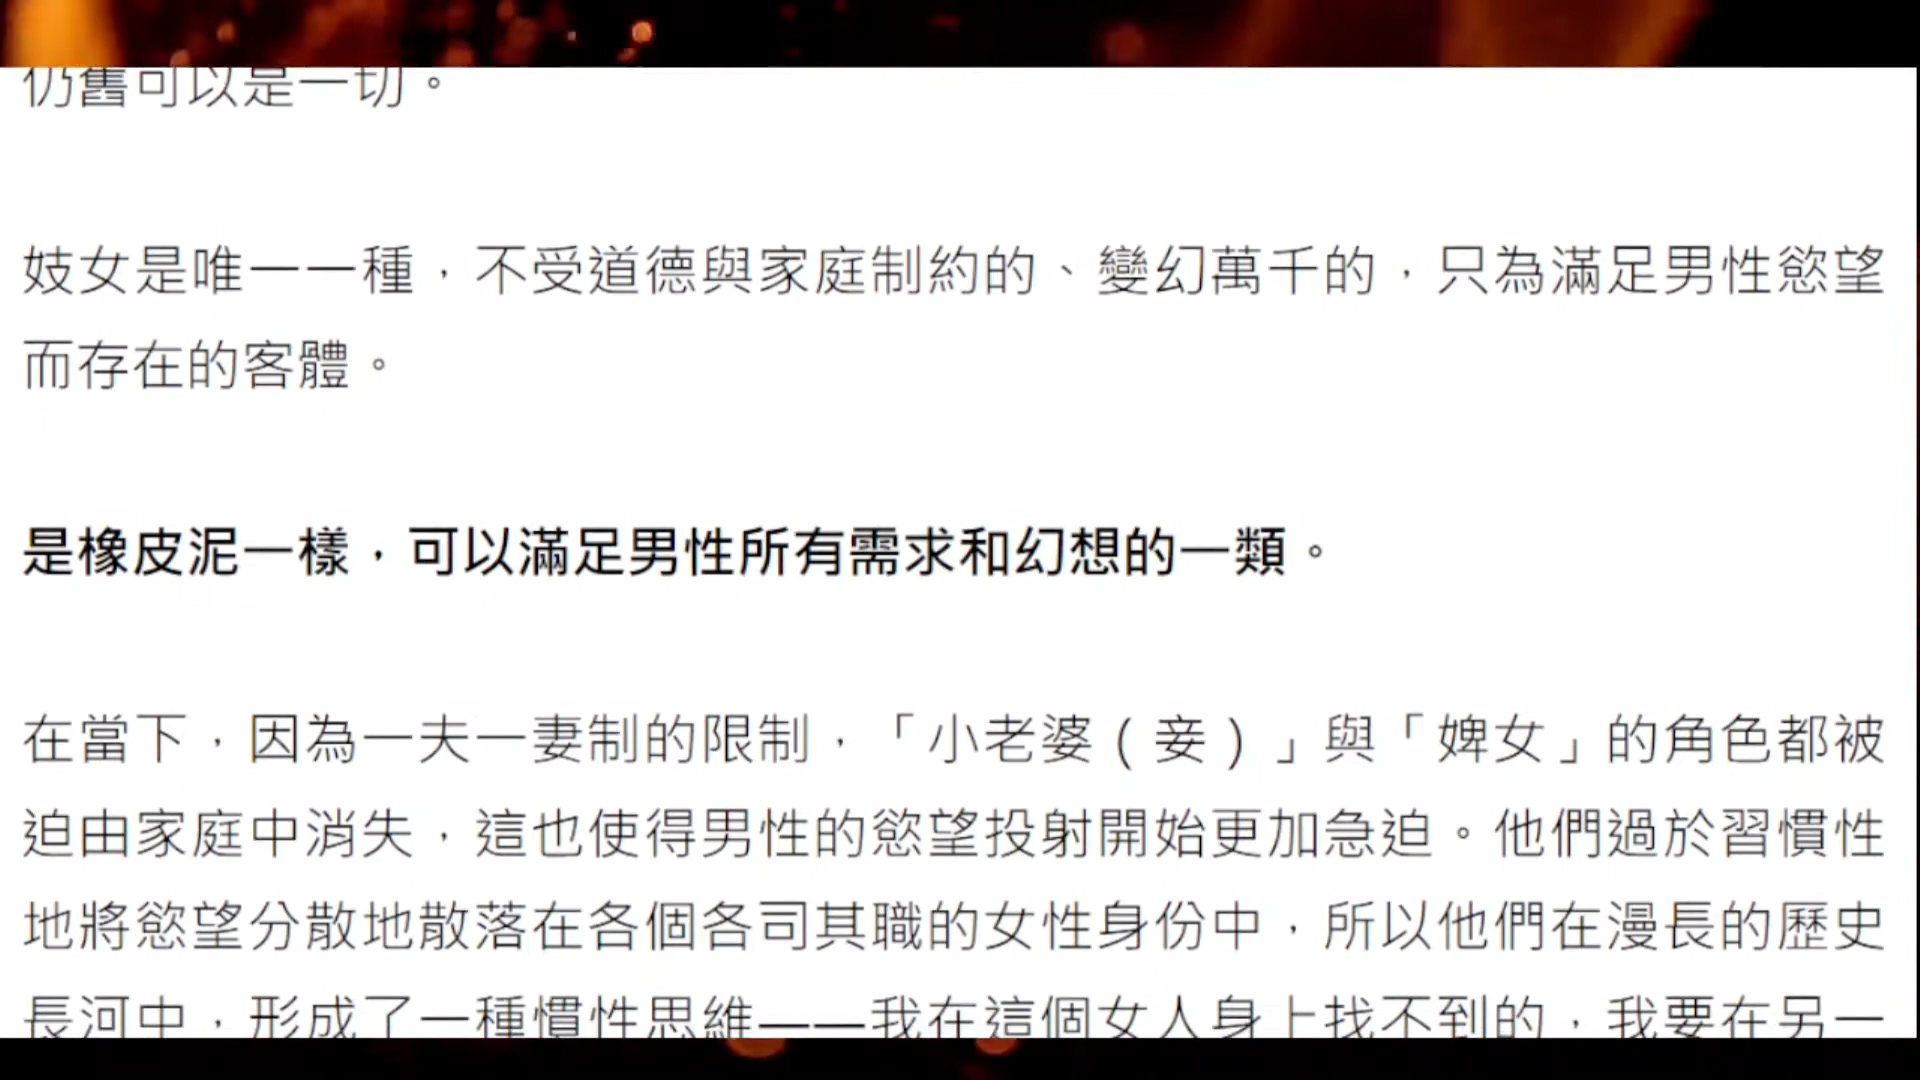 仍舊可以是一切。
妓女是唯一一種，不受道德與家庭制約的、變幻萬千的，只為滿足男性慾望
而存在的客體。
是橡皮泥一樣，可以滿足男性所有需求和幻想的一類。
在當下，因為一夫一妻制的限制，「小老婆（妾）」與「婢女」的角色都被
迫由家庭中消失，這也使得男性的慾望投射開始更加急迫。他們過於習慣性
地將慾望分散地散落在各個各司其職的女性身份中，所以他們在漫長的歷史
長河中，形成了一種慣性思維——我在這個女人身上找不到的，我要在另一